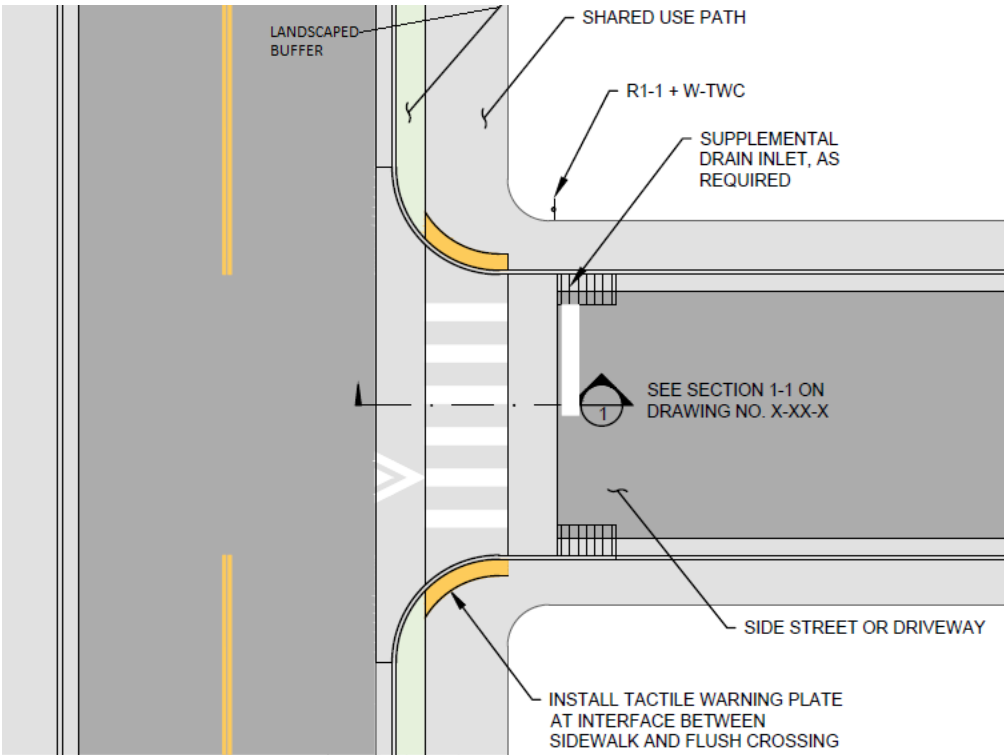 LANDSCAPED
BUFFER
SHARED USE PATH
R1-1 + W-TWC
SUPPLEMENTAL
DRAIN INLET, AS
REQUIRED
1
SEE SECTION 1-1 ON
DRAWING NO. X-XX-X
SIDE STREET OR DRIVEWAY
INSTALL TACTILE WARNING PLATE
AT INTERFACE BETWEEN
SIDEWALK AND FLUSH CROSSING